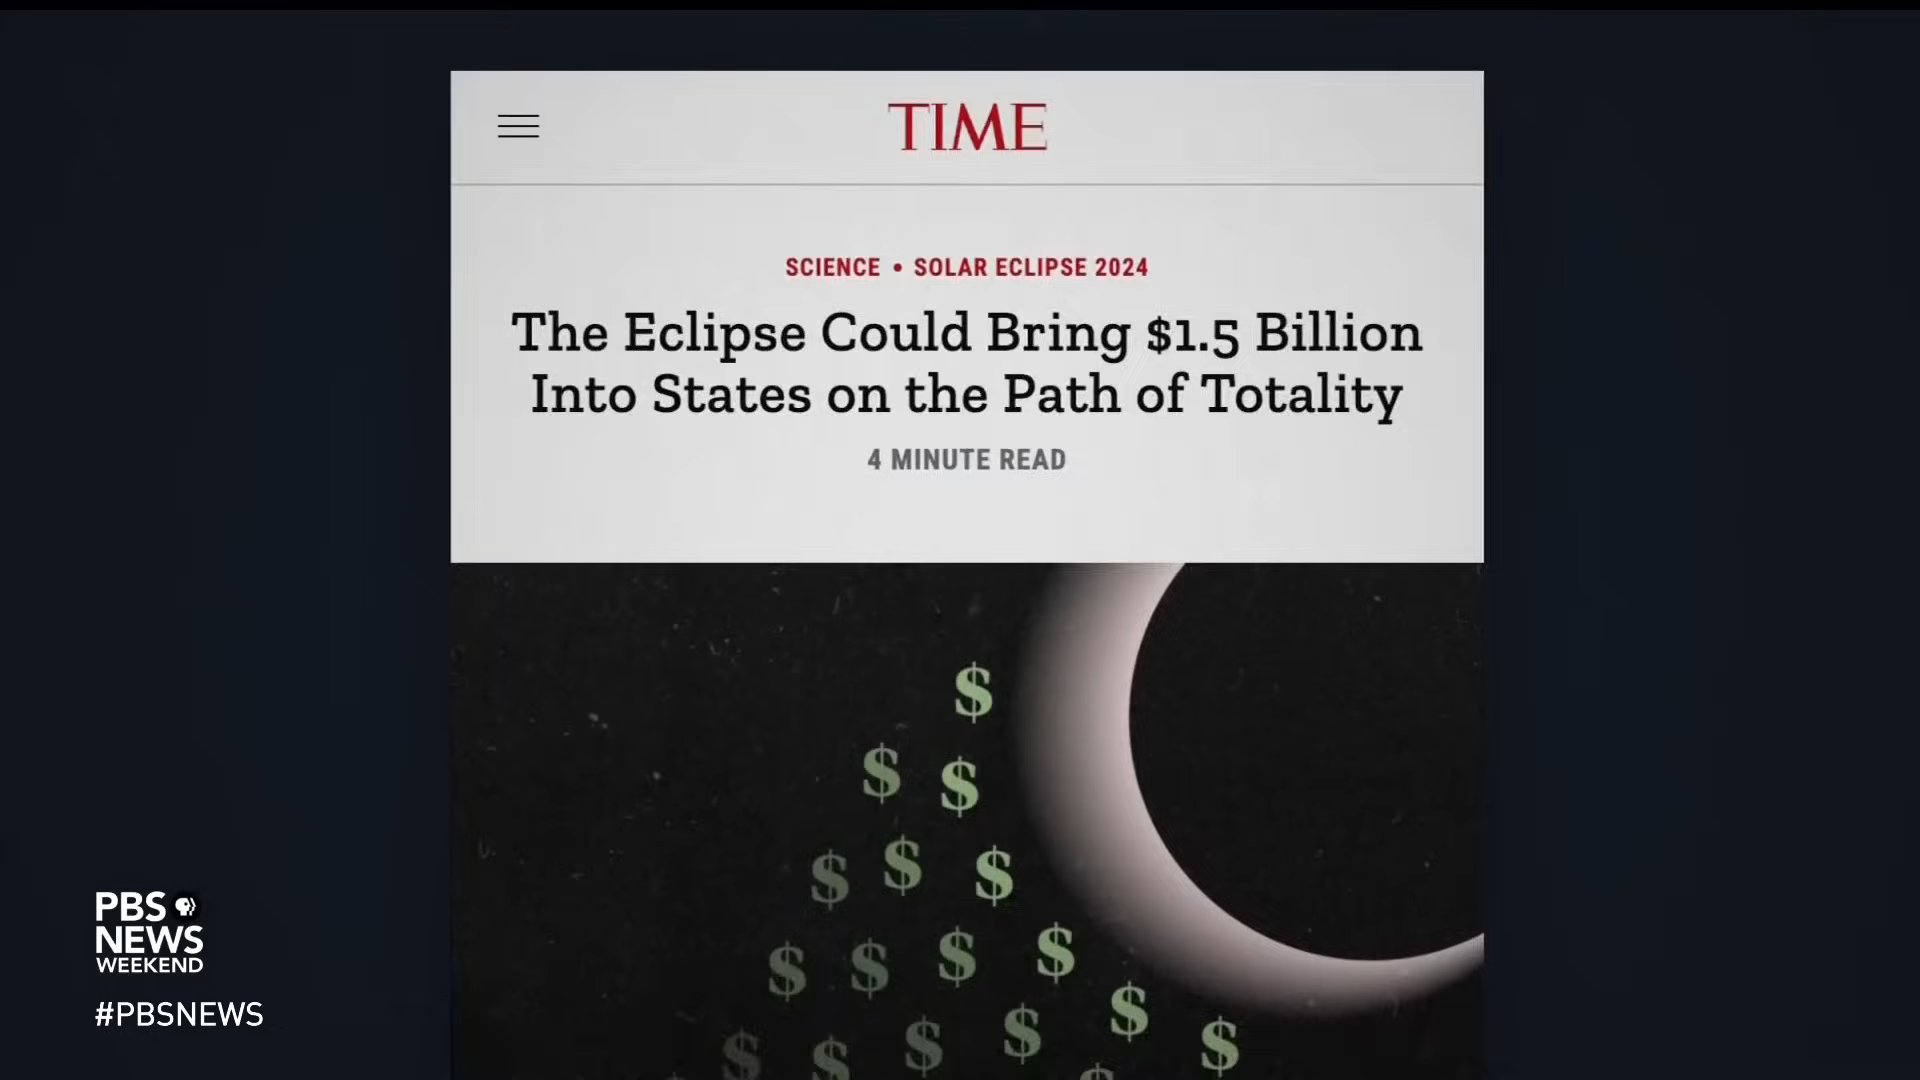 TIME
SCIENCE • SOLAR ECLIPSE 2024
The Eclipse Could Bring $1.5 Billion
Into States on the Path of Totality
4 MINUTE READ
$
$ $
$ $ $
$ $ $ $
$ $ $ $ $ $
$
PBS
NEWS
WEEKEND
#PBSNEWS